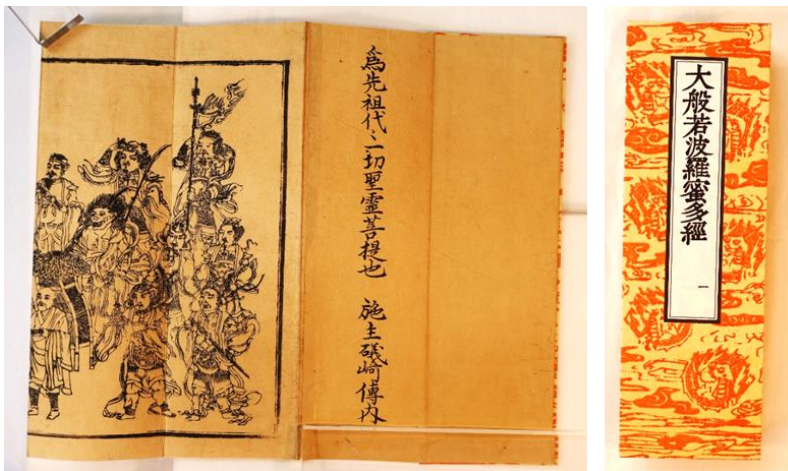 為先祖代〻一切聖霊菩提也　施主礒崎傳内
大般若波羅蜜多經
一